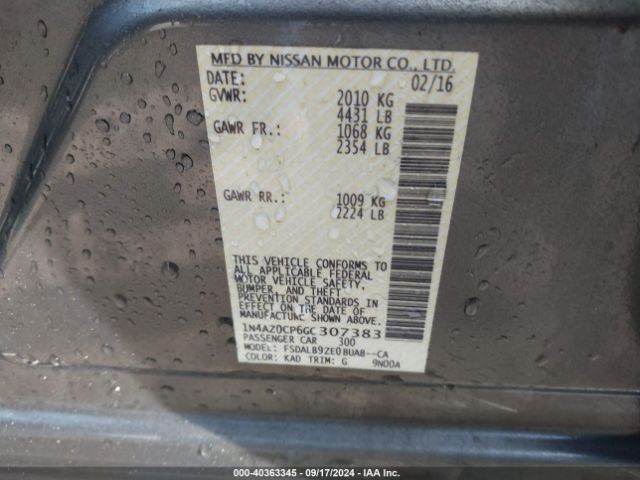 MFD BY NISSAN MOTOR CO., LTD.
DATE: 02/16
GVWR: 2010 KG
4431 LB
GAWR FR.: 1068 KG
2354 LB
GAWR RR.: 1009 KG
2224 LB
THIS VEHICLE CONFORMS TO
ALL APPLICABLE FEDERAL
MOTOR VEHICLE SAFETY,
BUMPER, AND THEFT
PREVENTION STANDARDS IN
EFFECT ON THE DATE OF
MANUFACTURE SHOWN ABOVE.
1N4AZ0CP6GC307383
PASSENGER CAR 300
MODEL: FSDALB9ZE0BUAB--CA
COLOR: KAD TRIM: G 9N00A
000-40363345 - 09/17/2024 - IAA Inc.